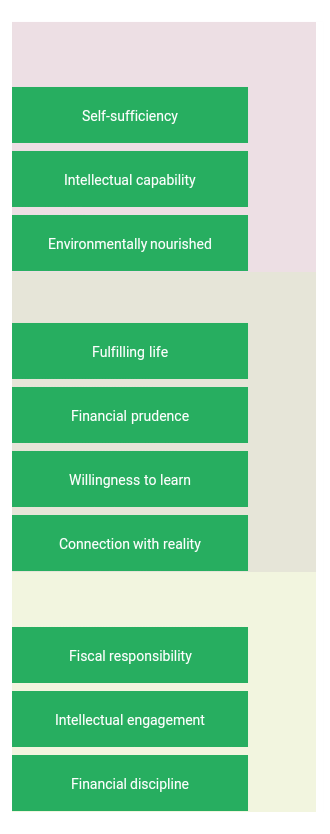 Self-sufficiency
Intellectual capability
Environmentally nourished
Fulfilling life
Financial prudence
Willingness to learn
Connection with reality
Fiscal responsibility
Intellectual engagement
Financial discipline